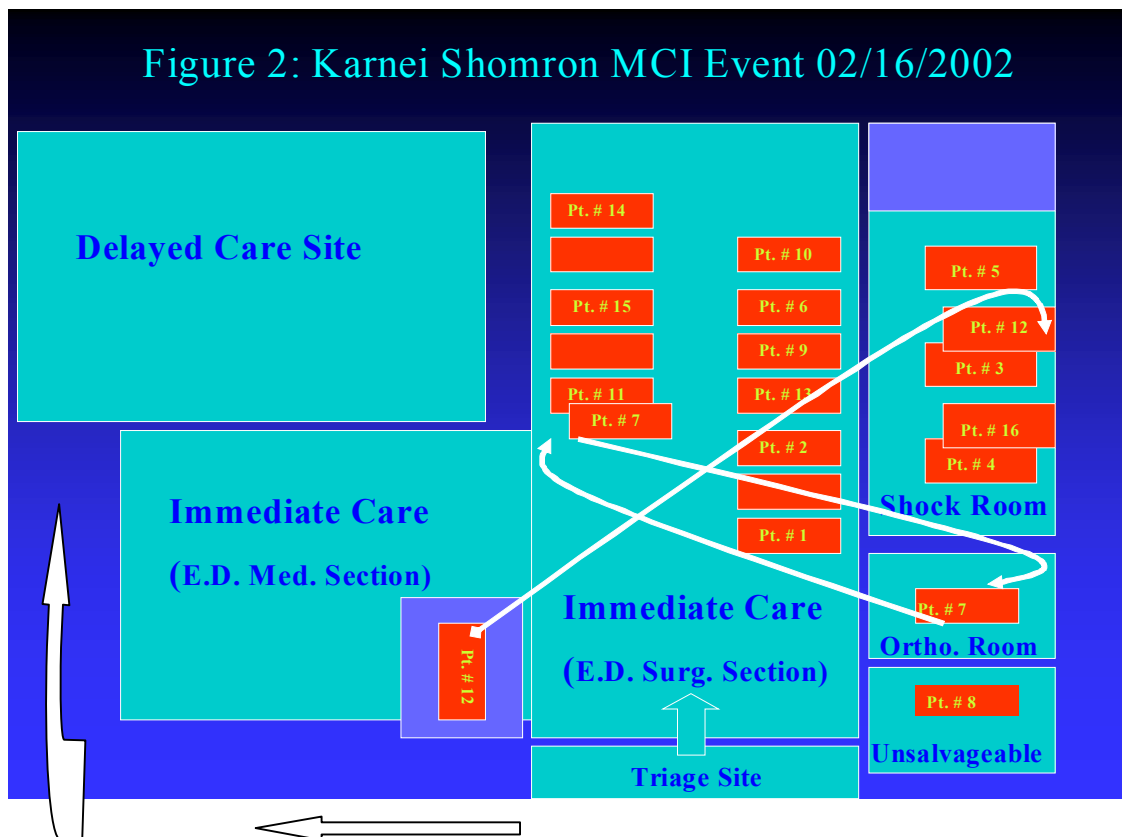 Figure 2: Karnei Shomron MCI Event 02/16/2002
Delayed Care Site
Pt. # 14
Pt. # 15
Pt. # 11
Pt. # 7
Pt. # 10
Pt. # 6
Pt. # 9
Pt. # 13
Pt. # 2
Pt. # 1
Pt. # 5
Pt. # 12
Pt. # 3
Pt. # 16
Pt. # 4
Shock Room
Immediate Care
(E.D. Med. Section)
Pt. # 12
Immediate Care
(E.D. Surg. Section)
Pt. # 7
Ortho. Room
Pt. # 8
Unsalvageable
Triage Site